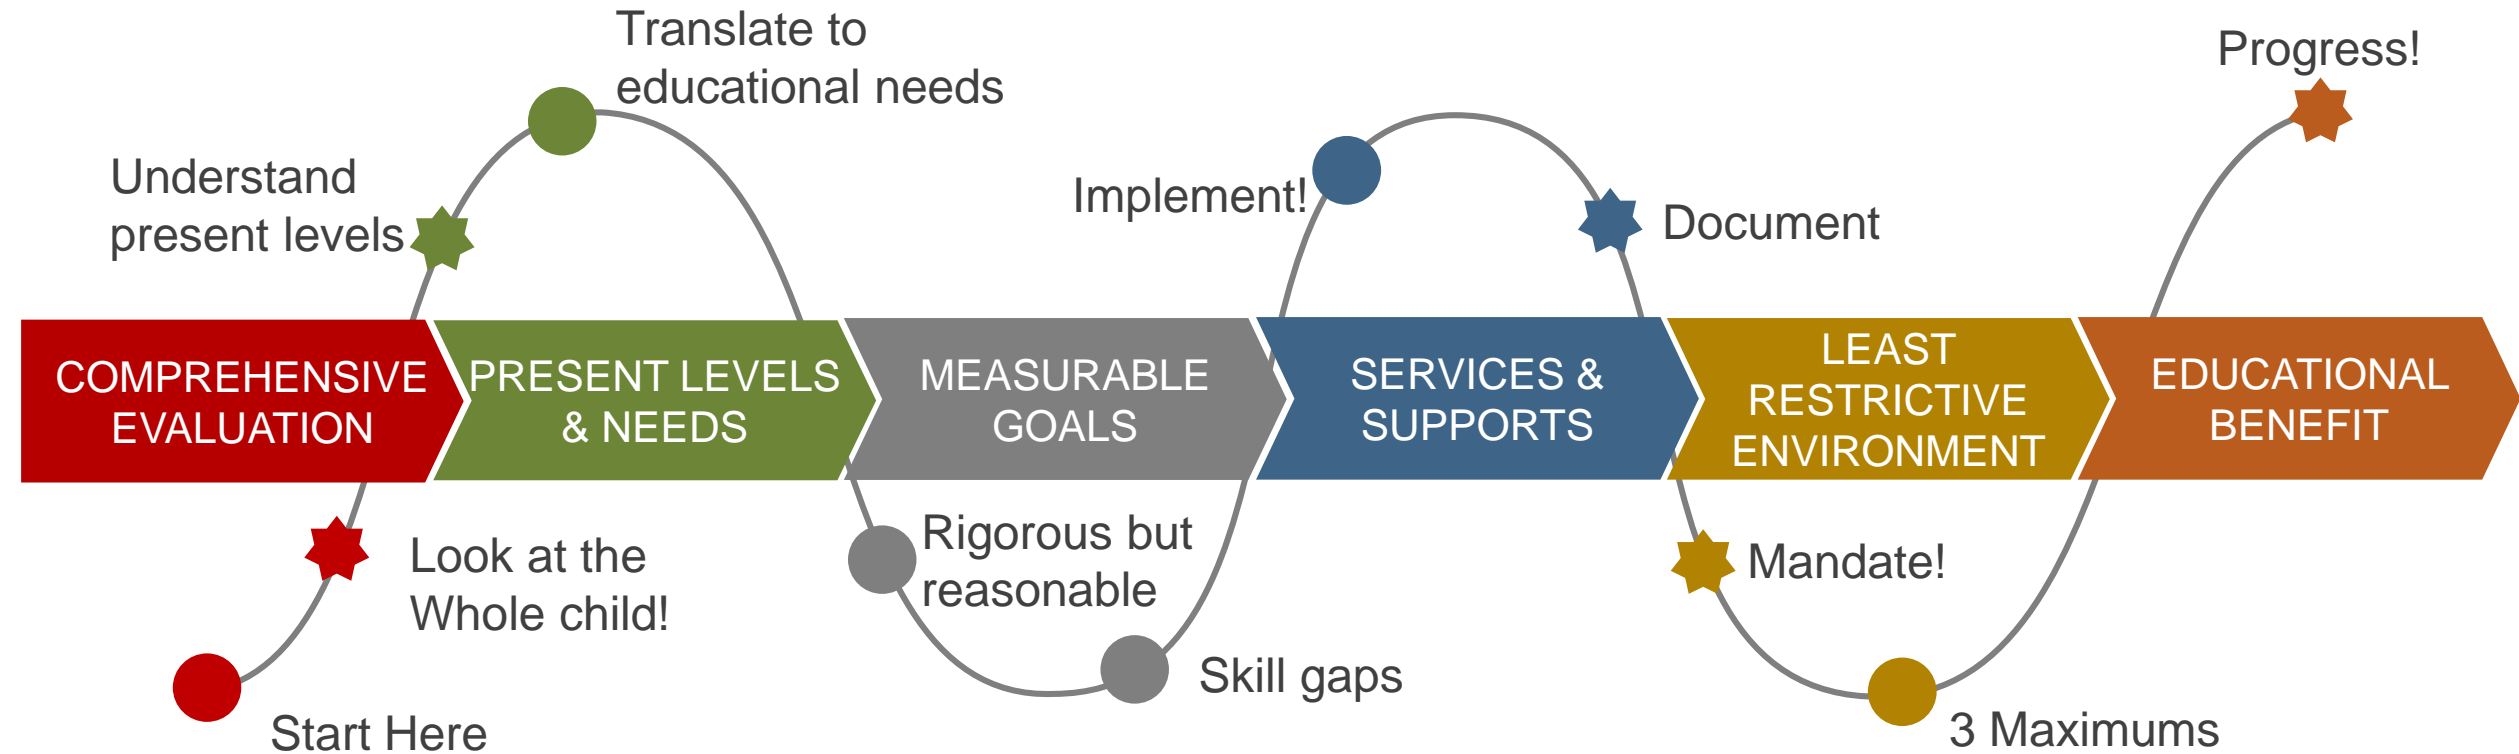 Translate to
educational needs
Progress!
Understand
present levels
Implement!
Document
COMPREHENSIVE
EVALUATION
PRESENT LEVELS
& NEEDS
MEASURABLE
GOALS
SERVICES &
SUPPORTS
LEAST
RESTRICTIVE
ENVIRONMENT
EDUCATIONAL
BENEFIT
Look at the
Whole child!
Rigorous but
reasonable
Mandate!
Skill gaps
Start Here
3 Maximums